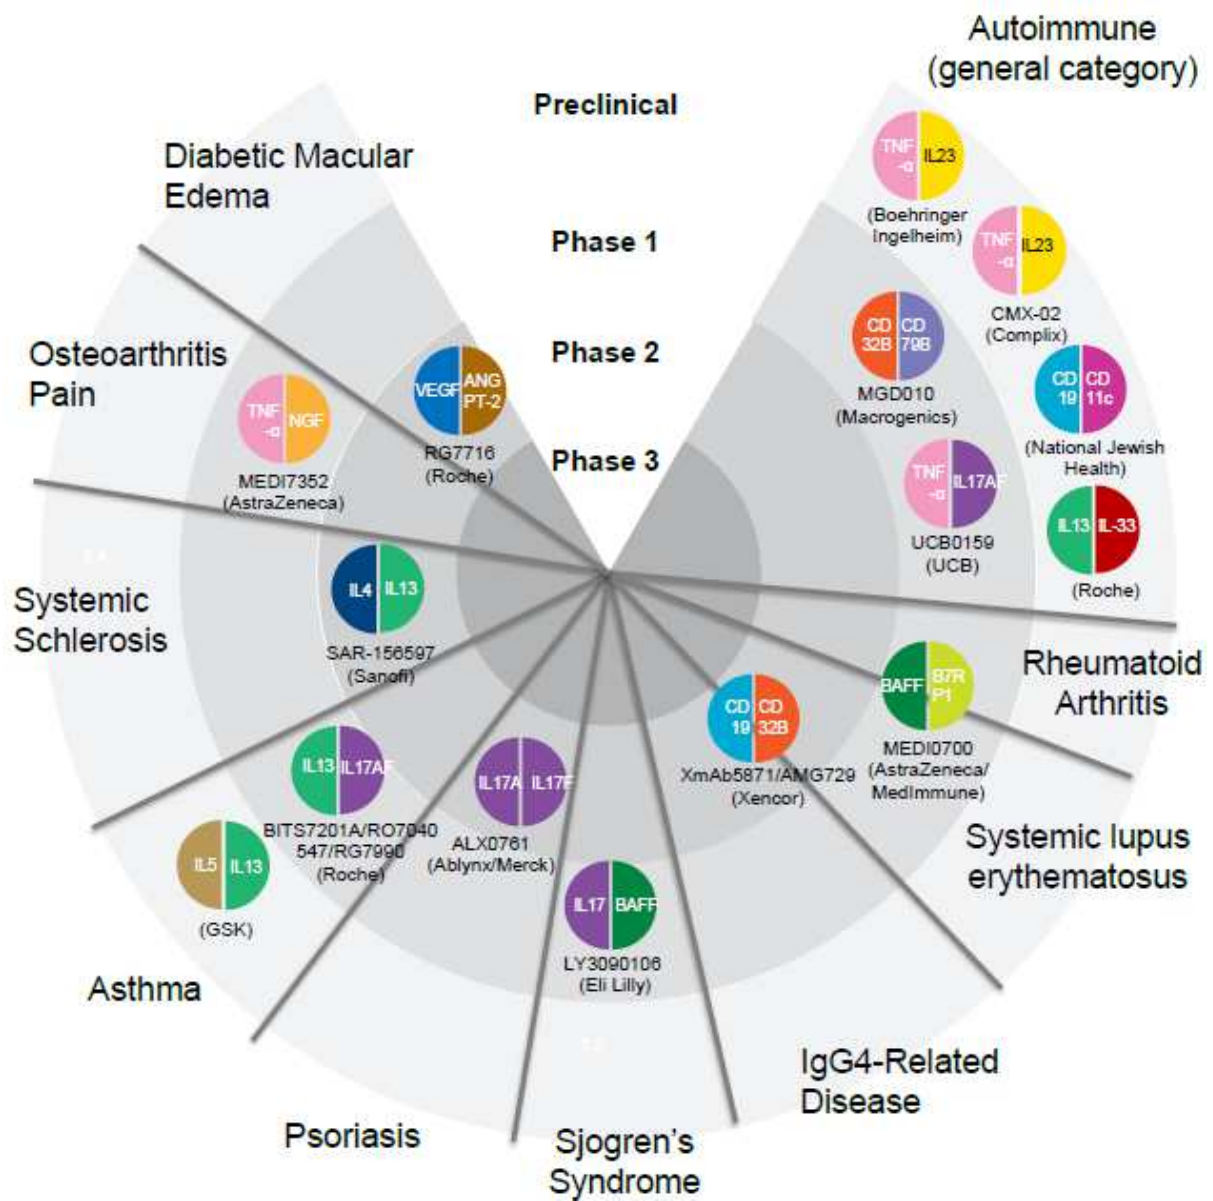 Autoimmune
(general category)
Preclinical
Phase 1
Phase 2
Phase 3
TNF
-α
IL23
(Boehringer
Ingelheim)
TNF
-α
IL23
CMX-02
(Complix)
CD
32B
CD
79B
MGD010
(Macrogenics)
CD
19
CD
11c
(National Jewish
Health)
TNF
-α
IL17AF
UCB0159
(UCB)
IL13
IL-33
(Roche)
Rheumatoid
Arthritis
BAFF
B7R
P1
MEDI0700
(AstraZeneca/
MedImmune)
Systemic lupus
erythematosus
CD
19
CD
32B
XmAb5871/AMG729
(Xencor)
IgG4-Related
Disease
IL17
BAFF
LY3090106
(Eli Lilly)
Sjogren's
Syndrome
IL17A
IL17F
ALX0761
(Ablynx/Merck)
Psoriasis
IL13
IL17AF
BITS7201A/RO7040
547/RG7990
(Roche)
IL5
IL13
(GSK)
Asthma
IL4
IL13
SAR-156597
(Sanofi)
Systemic
Schlerosis
TNF
-α
NGF
MEDI7352
(AstraZeneca)
Osteoarthritis
Pain
VEGF
ANG
PT-2
RG7716
(Roche)
Diabetic Macular
Edema